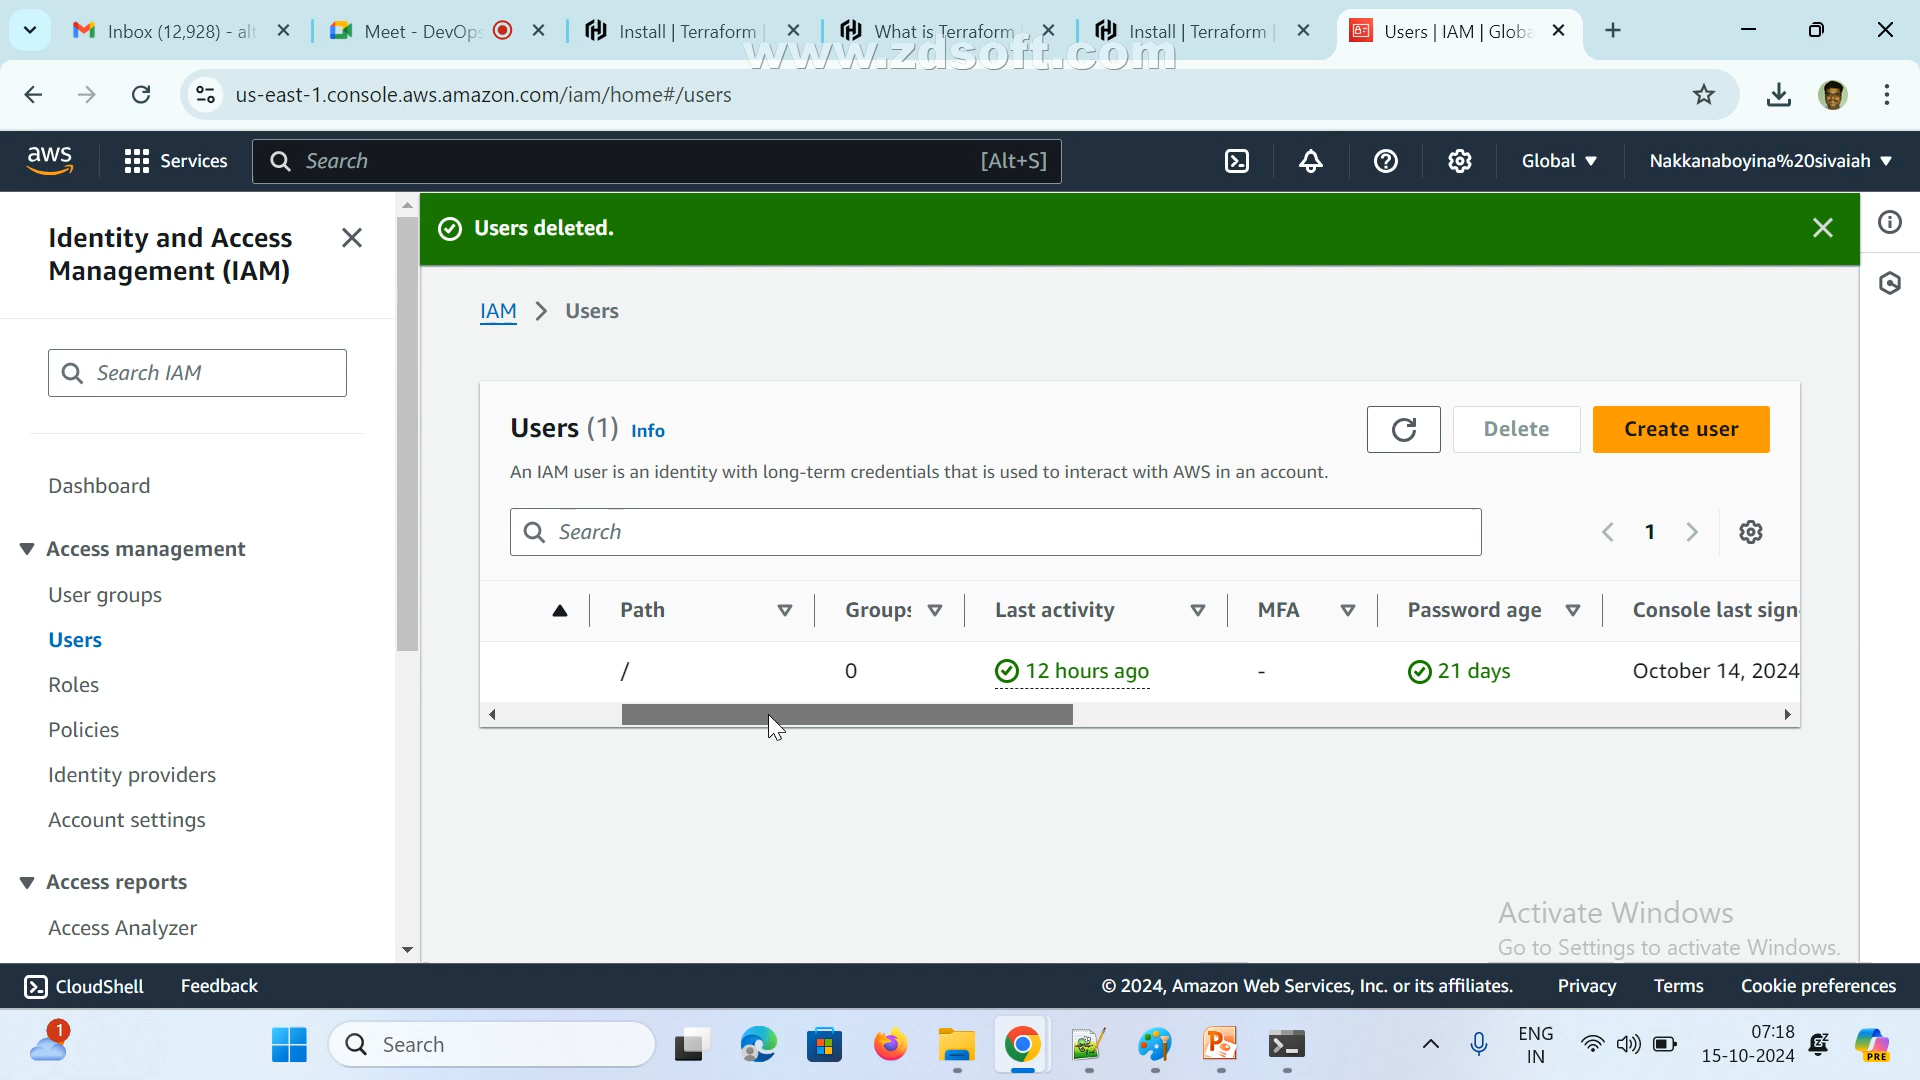 Inbox (12,928) - alt
Meet - DevOps
Install | Terraform
What is Terraform
Install | Terraform
Users | IAM | Globa
www.zdsoft.com
us-east-1.console.aws.amazon.com/iam/home#/users
aws
Services
Search
[Alt+S]
Global
Nakkanaboyina%20sivaiah
Identity and Access
Management (IAM)
Search IAM
Dashboard
Access management
User groups
Users
Roles
Policies
Identity providers
Account settings
Access reports
Access Analyzer
Users deleted.
IAM > Users
Users (1) Info
Delete
Create user
An IAM user is an identity with long-term credentials that is used to interact with AWS in an account.
Search
1
Path Groups Last activity MFA Password age Console last sign-
/ 0 12 hours ago - 21 days October 14, 2024
Activate Windows
Go to Settings to activate Windows.
CloudShell Feedback
© 2024, Amazon Web Services, Inc. or its affiliates. Privacy Terms Cookie preferences
1
Search
ENG
IN
07:18
15-10-2024
PRE